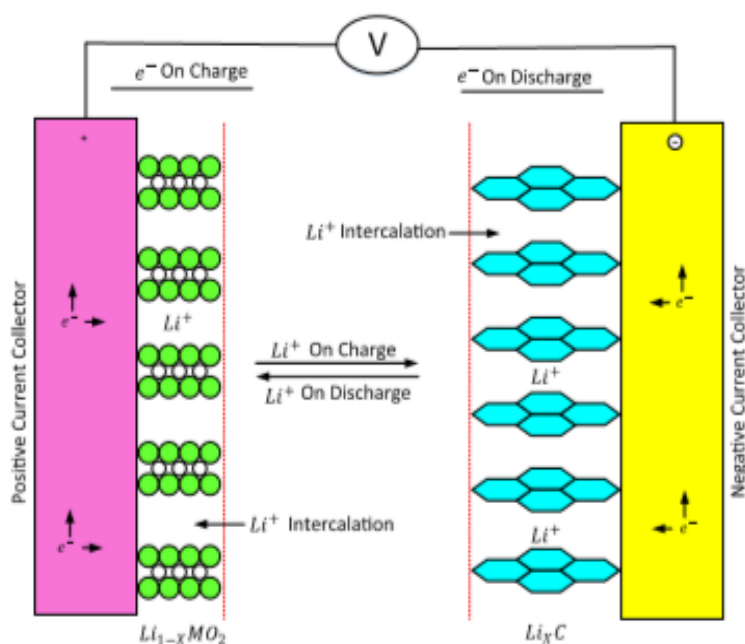 V
e⁻ On Charge
e⁻ On Discharge
+
⊖
Li⁺ Intercalation
Positive Current Collector
Negative Current Collector
e⁻
Li⁺
e⁻
Li⁺ On Charge
Li⁺ On Discharge
Li⁺
e⁻
Li⁺ Intercalation
e⁻
Li⁺
Li₁₋ₓMO₂
LiₓC